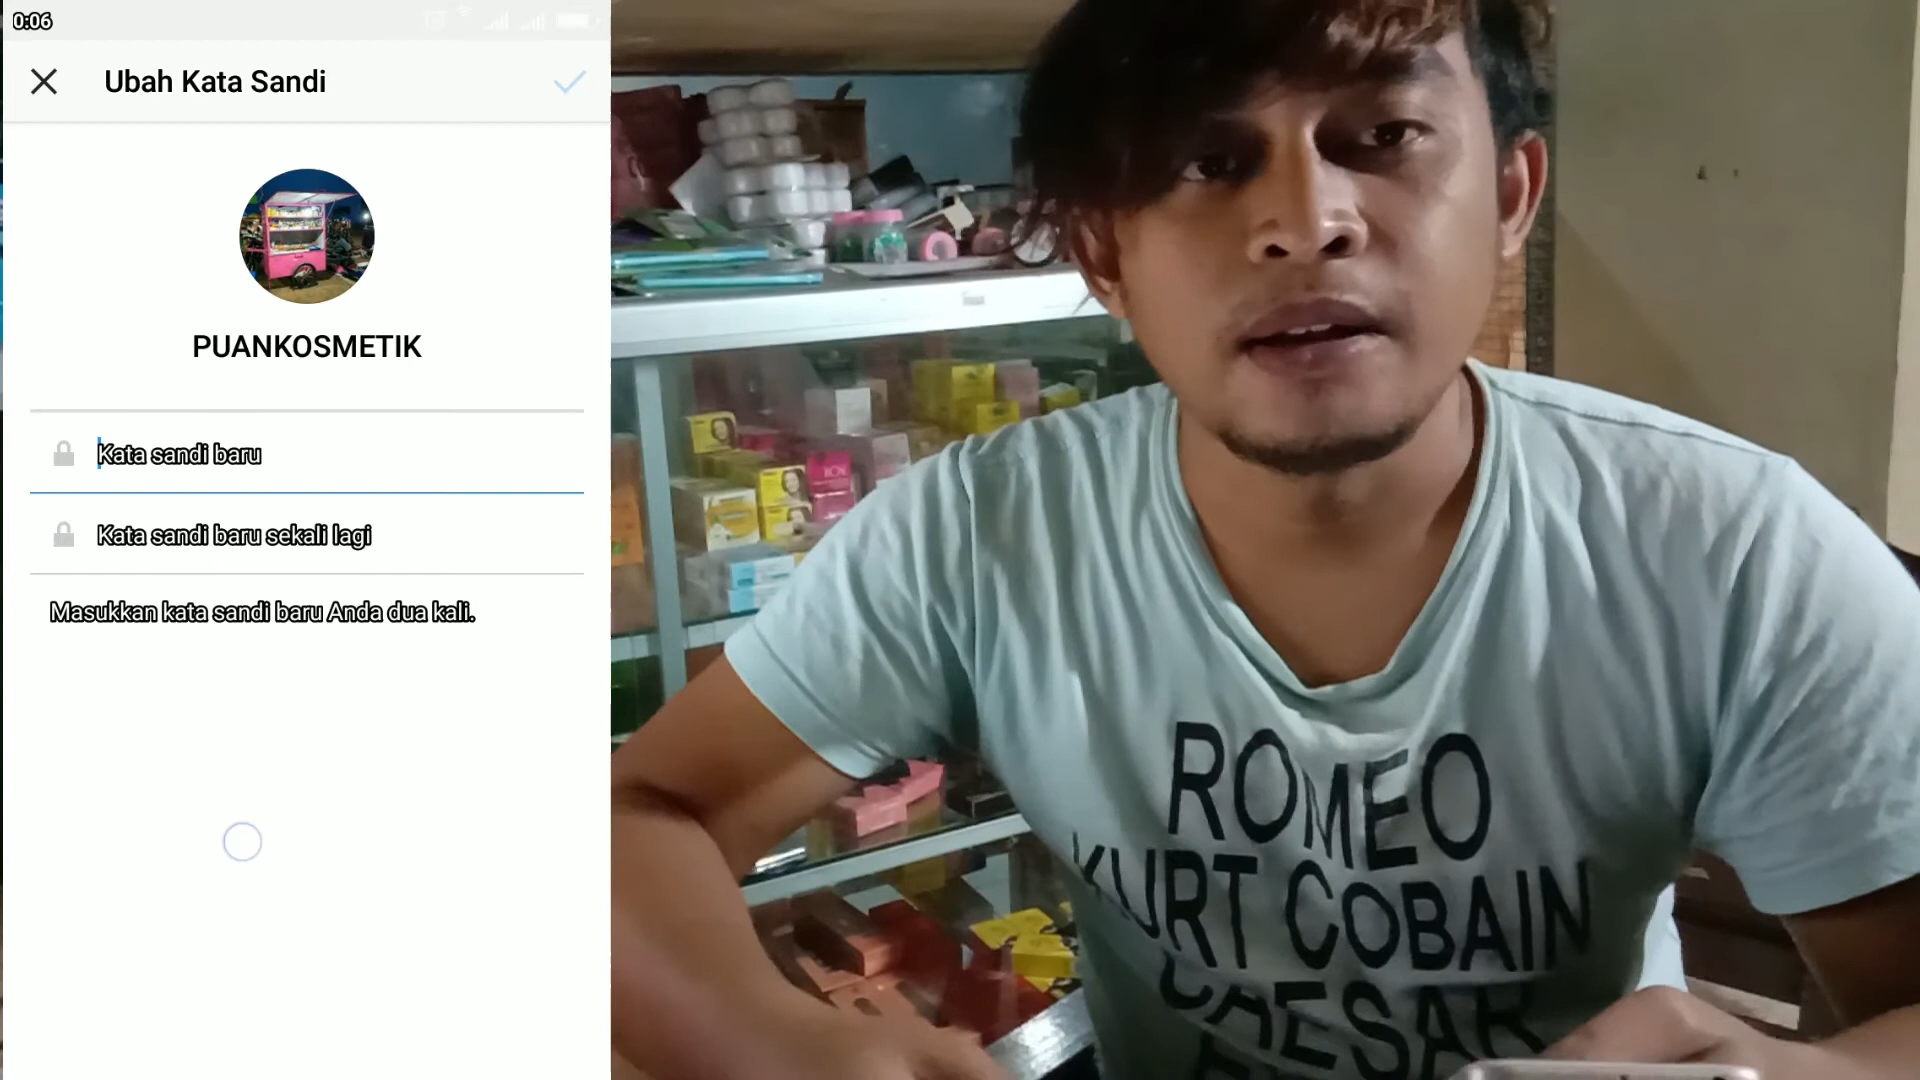 0:06
Ubah Kata Sandi
PUANKOSMETIK
Kata sandi baru
Kata sandi baru sekali lagi
Masukkan kata sandi baru Anda dua kali.
ROMEO
KURT COBAIN
CAESAR